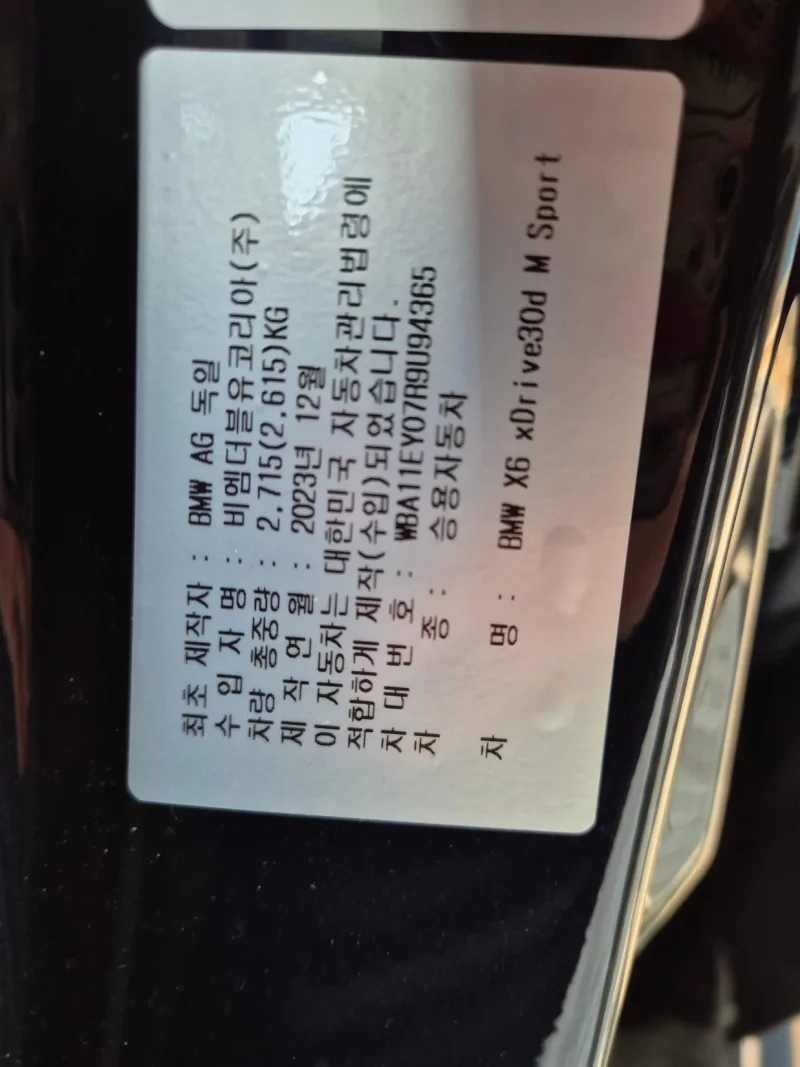 최초 제작자 : BMW AG 독일
수 입 자 명 : 비엠더블유코리아(주)
차량 총중량 : 2,715(2,615)KG
제 작 연 월 : 2023년 12월
이 자동차는 대한민국 자동차관리법령에
적합하게 제작(수입)되었습니다.
차 대 번 호 : WBA11EY07R9U94365
차 종 : 승용자동차
차 명 : BMW X6 xDrive30d M Sport